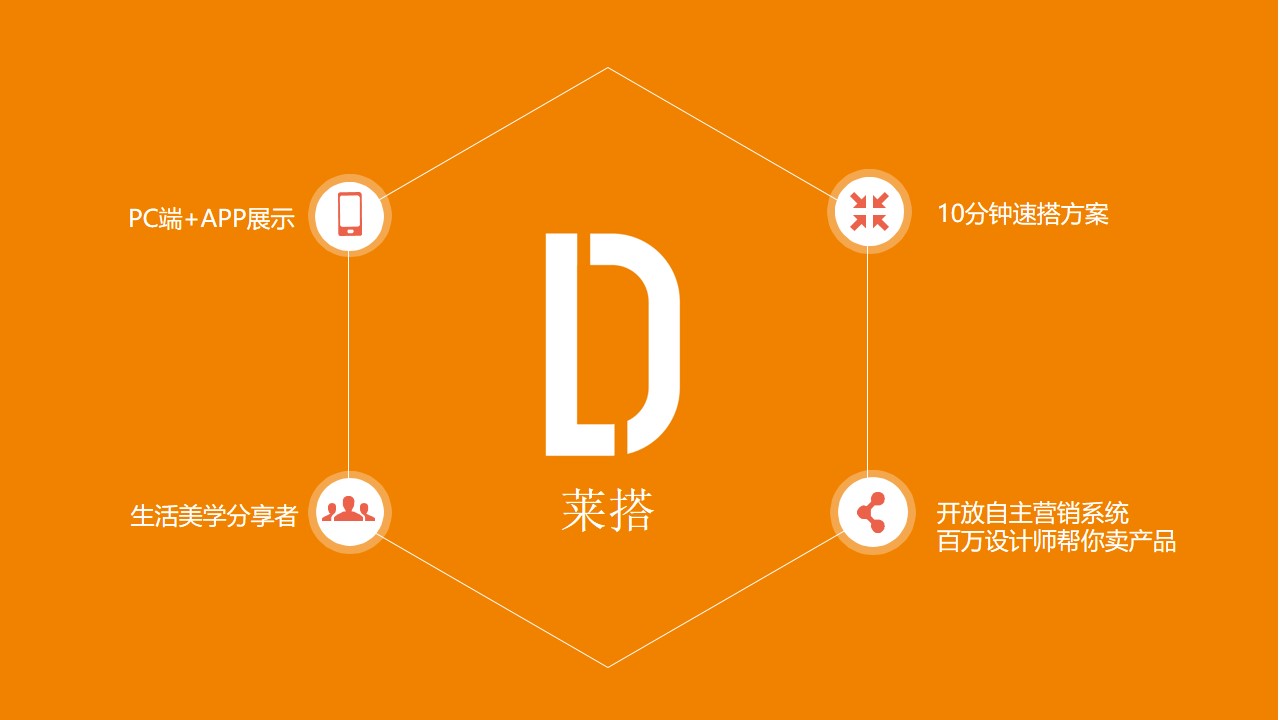 PC端+APP展示
10分钟速搭方案
LD
莱搭
生活美学分享者
开放自主营销系统
百万设计师帮你卖产品